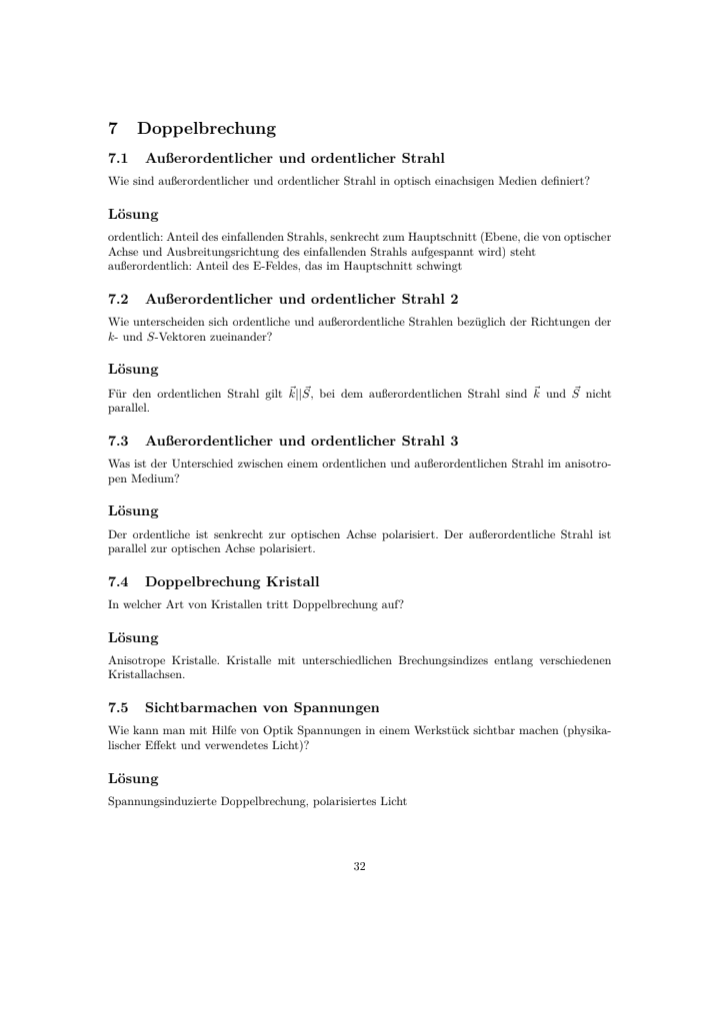 7 Doppelbrechung
7.1 Außerordentlicher und ordentlicher Strahl
Wie sind außerordentlicher und ordentlicher Strahl in optisch einachsigen Medien definiert?
Lösung
ordentlich: Anteil des einfallenden Strahls, senkrecht zum Hauptschnitt (Ebene, die von optischer
Achse und Ausbreitungsrichtung des einfallenden Strahls aufgespannt wird) steht
außerordentlich: Anteil des E-Feldes, das im Hauptschnitt schwingt
7.2 Außerordentlicher und ordentlicher Strahl 2
Wie unterscheiden sich ordentliche und außerordentliche Strahlen bezüglich der Richtungen der
k- und S-Vektoren zueinander?
Lösung
Für den ordentlichen Strahl gilt k⃗||S⃗, bei dem außerordentlichen Strahl sind k⃗ und S⃗ nicht
parallel.
7.3 Außerordentlicher und ordentlicher Strahl 3
Was ist der Unterschied zwischen einem ordentlichen und außerordentlichen Strahl im anisotro-
pen Medium?
Lösung
Der ordentliche ist senkrecht zur optischen Achse polarisiert. Der außerordentliche Strahl ist
parallel zur optischen Achse polarisiert.
7.4 Doppelbrechung Kristall
In welcher Art von Kristallen tritt Doppelbrechung auf?
Lösung
Anisotrope Kristalle. Kristalle mit unterschiedlichen Brechungsindizes entlang verschiedenen
Kristallachsen.
7.5 Sichtbarmachen von Spannungen
Wie kann man mit Hilfe von Optik Spannungen in einem Werkstück sichtbar machen (physika-
lischer Effekt und verwendetes Licht)?
Lösung
Spannungsinduzierte Doppelbrechung, polarisiertes Licht
32